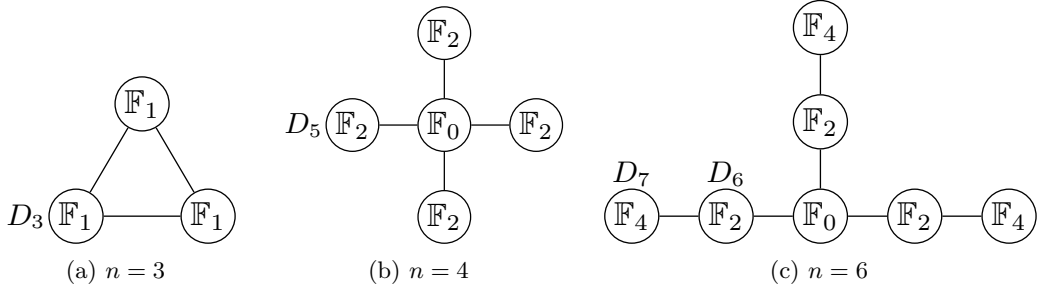 𝔽₁
D₃ 𝔽₁ 𝔽₁
(a) n = 3
𝔽₂
D₅ 𝔽₂ 𝔽₀ 𝔽₂
𝔽₂
(b) n = 4
𝔽₄
𝔽₂
D₇ D₆
𝔽₄ 𝔽₂ 𝔽₀ 𝔽₂ 𝔽₄
(c) n = 6